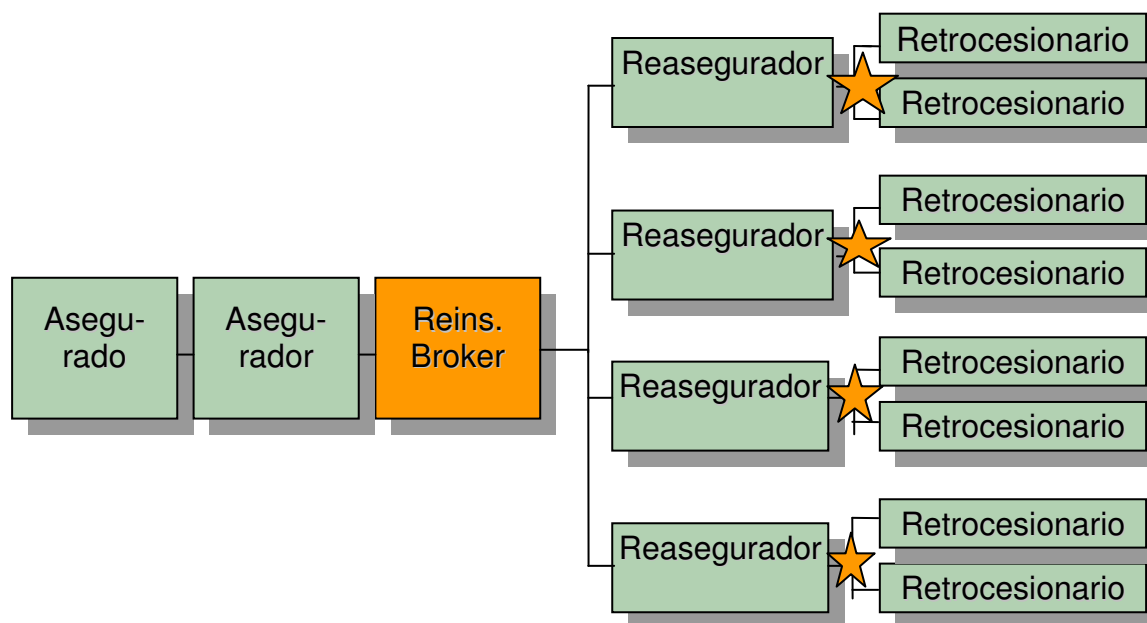 Asegu-
rado
Asegu-
rador
Reins.
Broker
Reasegurador
Retrocesionario
Retrocesionario
Reasegurador
Retrocesionario
Retrocesionario
Reasegurador
Retrocesionario
Retrocesionario
Reasegurador
Retrocesionario
Retrocesionario